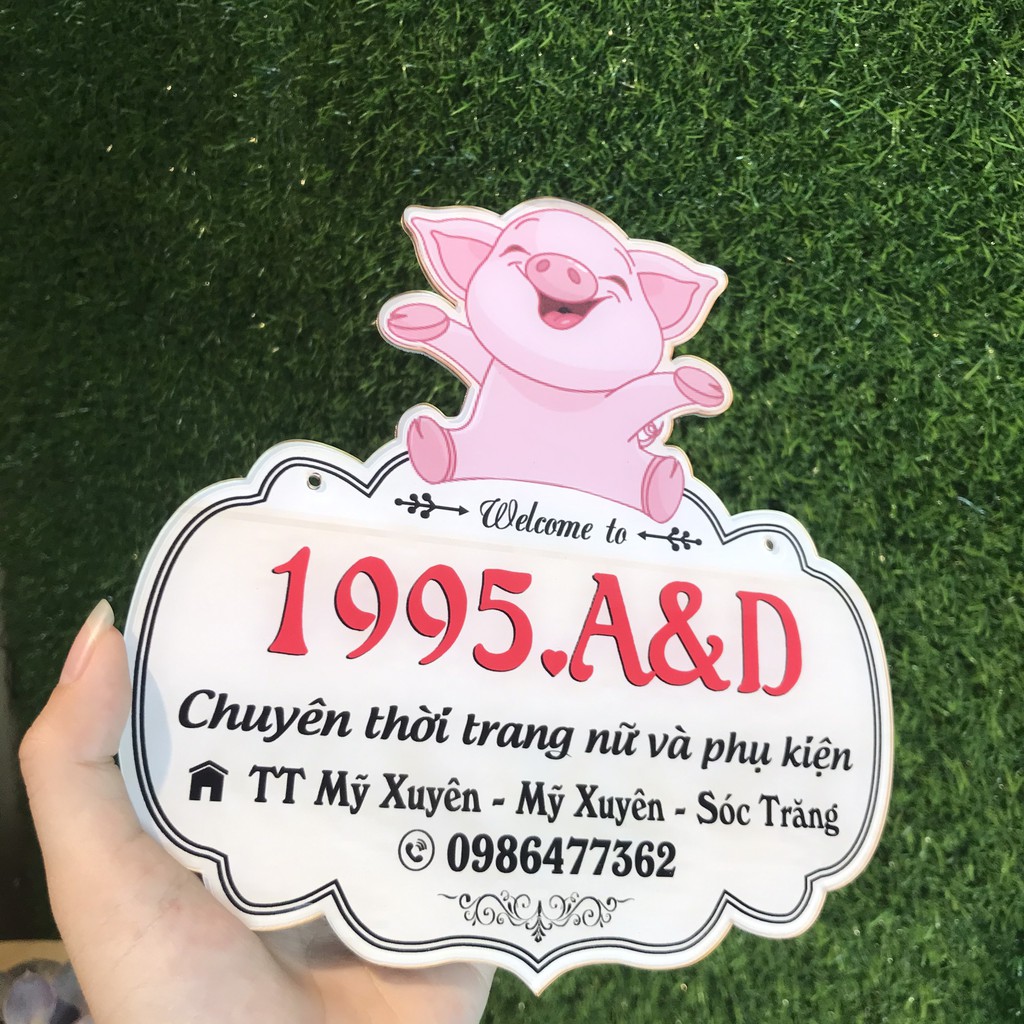 Welcome to
1995.A&D
Chuyên thời trang nữ và phụ kiện
TT Mỹ Xuyên - Mỹ Xuyên - Sóc Trăng
0986477362